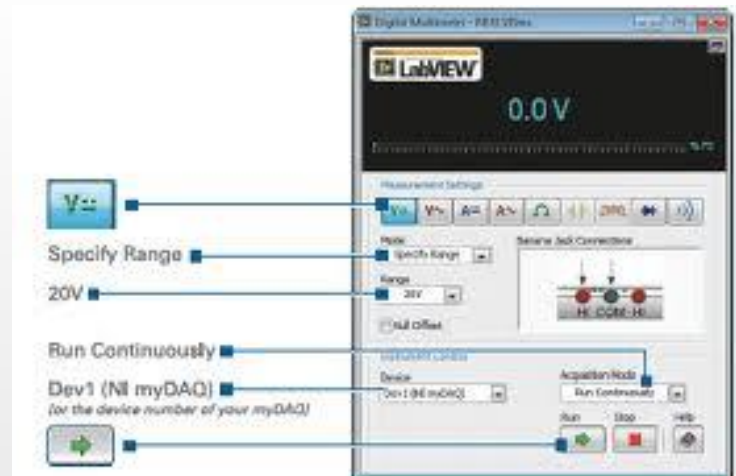 Digital Multimeter - NI ELVISmx
LabVIEW
0.0 V
% FS
V=
Specify Range
20V
Run Continuously
Dev1 (NI myDAQ)
(or the device number of your myDAQ)
Measurement Settings
V= V~ A= A~
Mode
Specify Range
Banana Jack Connections
Range
20V
HI COM HI
Null Offset
Instrument Control
Device
Dev1 (NI myDAQ)
Acquisition Mode
Run Continuously
Run Stop Help